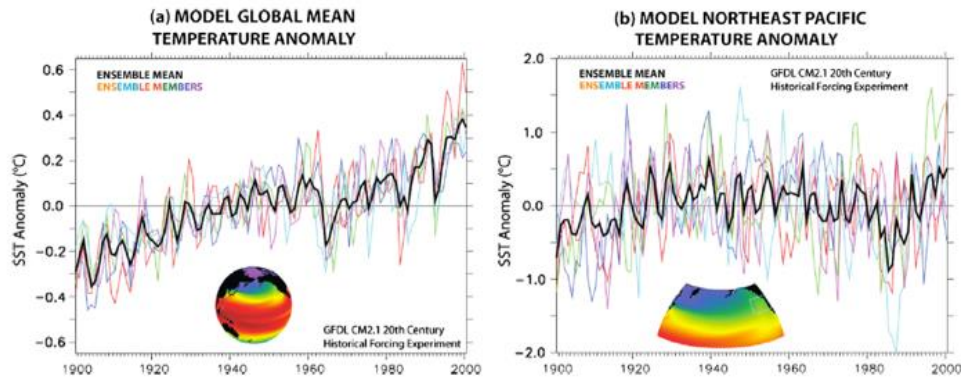 (a) MODEL GLOBAL MEAN
TEMPERATURE ANOMALY
0.6
0.4
0.2
0.0
-0.2
-0.4
-0.6
SST Anomaly (°C)
ENSEMBLE MEAN
ENSEMBLE MEMBERS
GFDL CM2.1 20th Century
Historical Forcing Experiment
1900 1920 1940 1960 1980 2000
(b) MODEL NORTHEAST PACIFIC
TEMPERATURE ANOMALY
2.0
1.0
0.0
-1.0
-2.0
SST Anomaly (°C)
ENSEMBLE MEAN
ENSEMBLE MEMBERS
GFDL CM2.1 20th Century
Historical Forcing Experiment
1900 1920 1940 1960 1980 2000